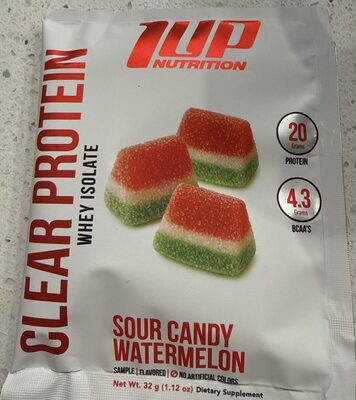 1UP
NUTRITION
CLEAR PROTEIN
WHEY ISOLATE
20
Grams
PROTEIN
4.3
Grams
BCAA'S
SOUR CANDY
WATERMELON
SAMPLE | FLAVORED | NO ARTIFICIAL COLORS
Net Wt. 32 g (1.12 oz) Dietary Supplement